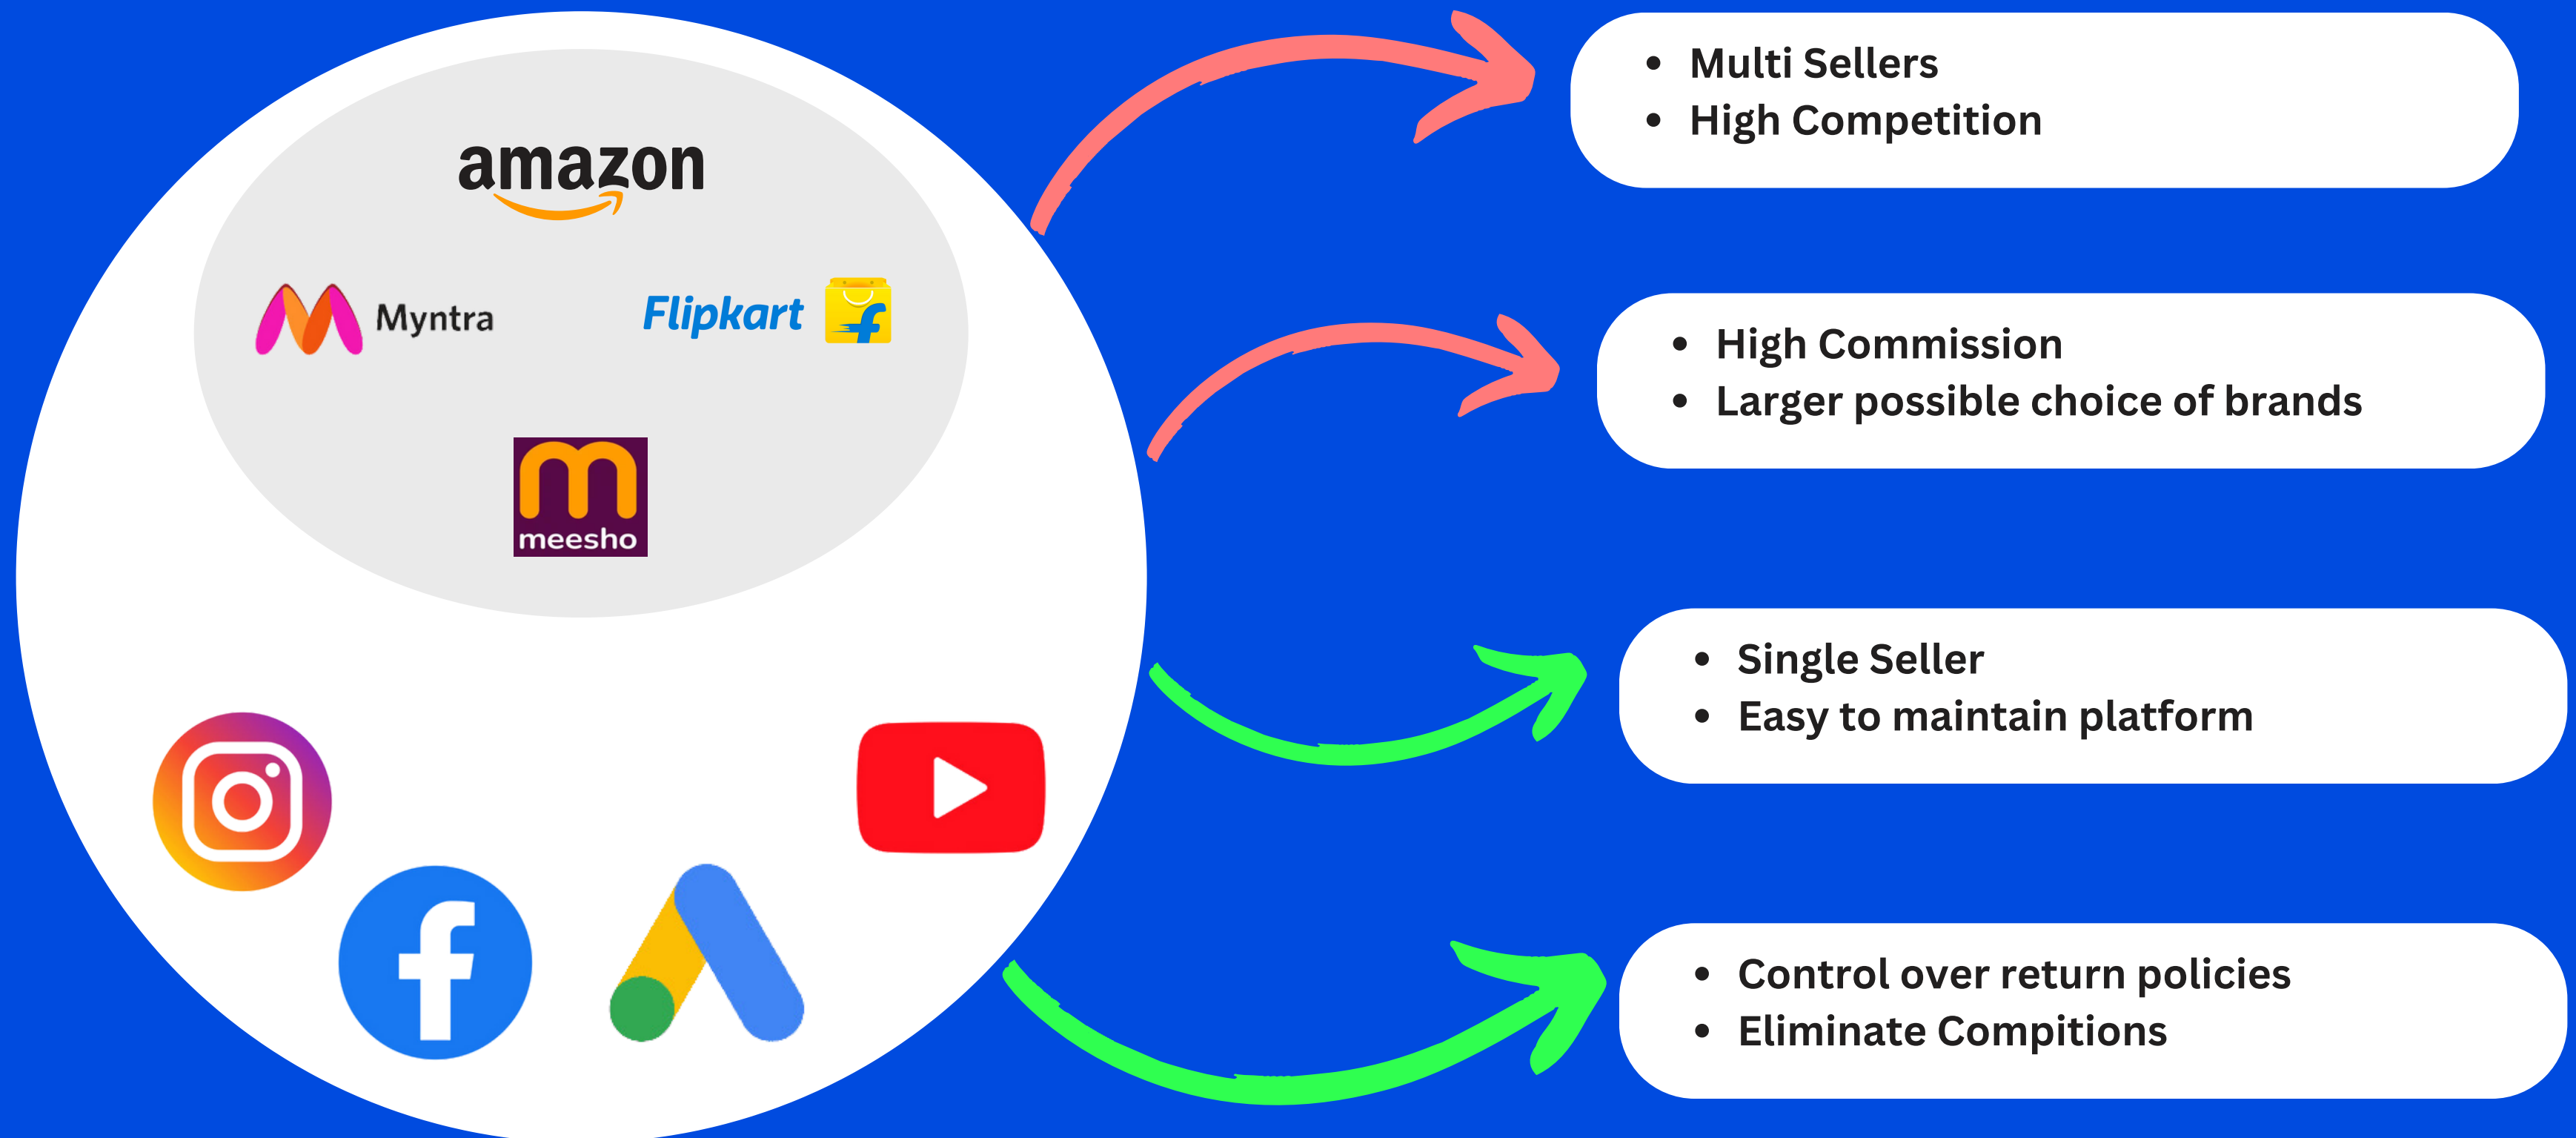 amazon
Myntra
Flipkart
meesho
• Multi Sellers
• High Competition
• High Commission
• Larger possible choice of brands
• Single Seller
• Easy to maintain platform
• Control over return policies
• Eliminate Compitions